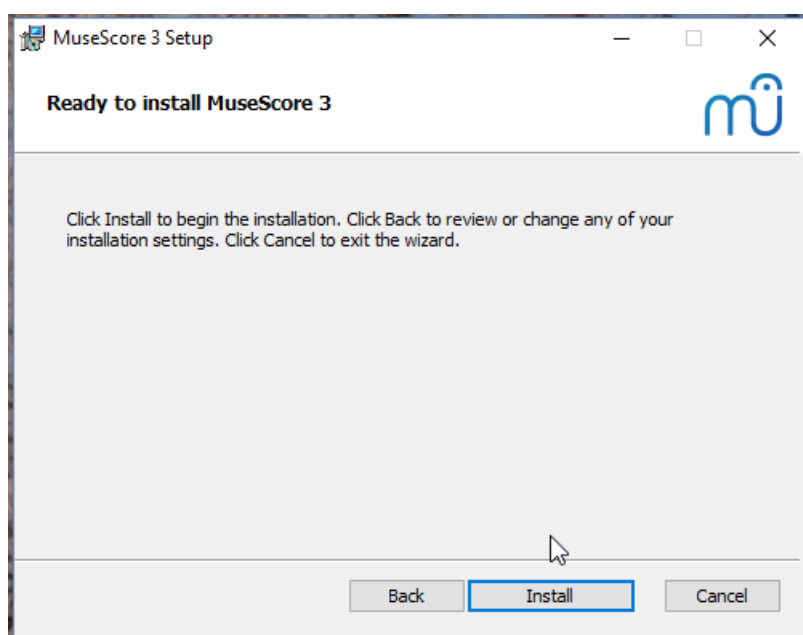 MuseScore 3 Setup
Ready to install MuseScore 3
Click Install to begin the installation. Click Back to review or change any of your
installation settings. Click Cancel to exit the wizard.
Back
Install
Cancel